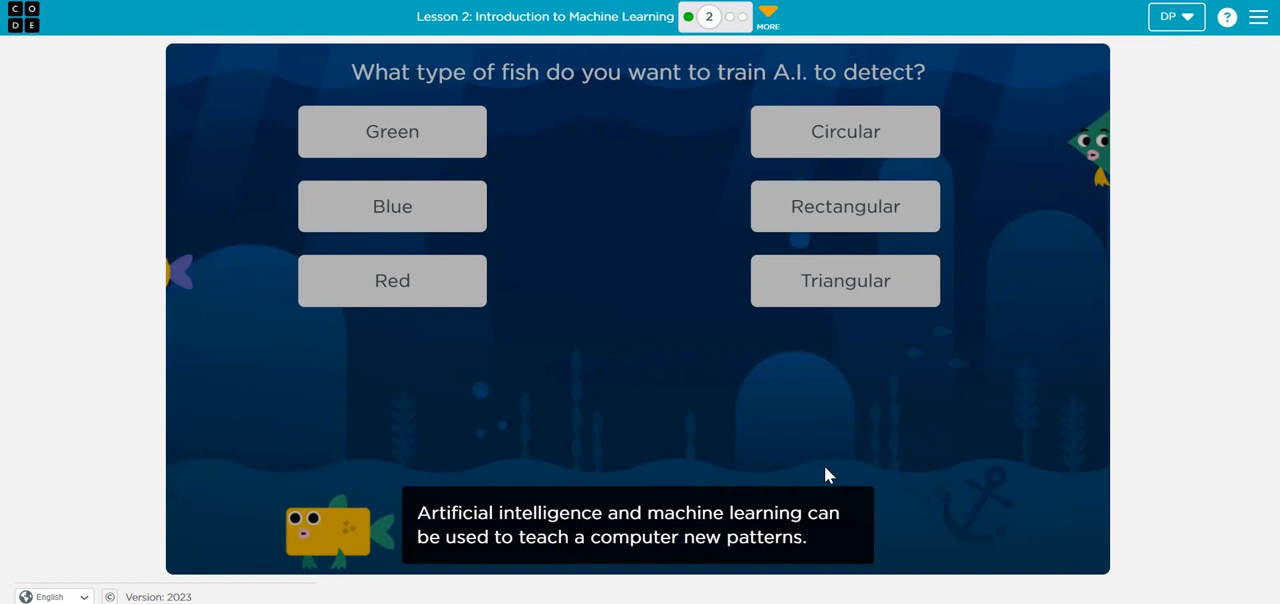 CODE
Lesson 2: Introduction to Machine Learning
2
MORE
DP
?
What type of fish do you want to train A.I. to detect?
Green
Circular
Blue
Rectangular
Red
Triangular
Artificial intelligence and machine learning can
be used to teach a computer new patterns.
English
© Version: 2023